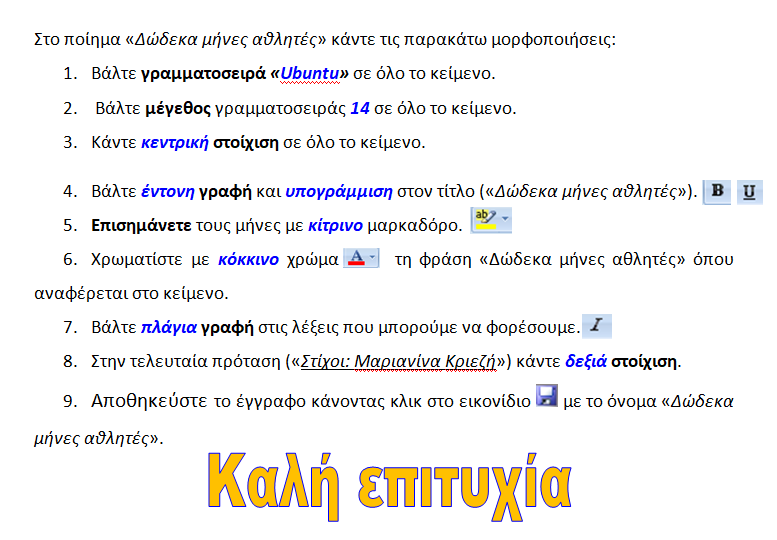 Στο ποίημα «Δώδεκα μήνες αθλητές» κάντε τις παρακάτω μορφοποιήσεις:
1. Βάλτε γραμματοσειρά «Ubuntu» σε όλο το κείμενο.
2. Βάλτε μέγεθος γραμματοσειράς 14 σε όλο το κείμενο.
3. Κάντε κεντρική στοίχιση σε όλο το κείμενο.
4. Βάλτε έντονη γραφή και υπογράμμιση στον τίτλο («Δώδεκα μήνες αθλητές»). B U
5. Επισημάνετε τους μήνες με κίτρινο μαρκαδόρο. ab
6. Χρωματίστε με κόκκινο χρώμα A τη φράση «Δώδεκα μήνες αθλητές» όπου
αναφέρεται στο κείμενο.
7. Βάλτε πλάγια γραφή στις λέξεις που μπορούμε να φορέσουμε. I
8. Στην τελευταία πρόταση («Στίχοι: Μαριανίνα Κριεζή») κάντε δεξιά στοίχιση.
9. Αποθηκεύστε το έγγραφο κάνοντας κλικ στο εικονίδιο με το όνομα «Δώδεκα
μήνες αθλητές».
Καλή επιτυχία